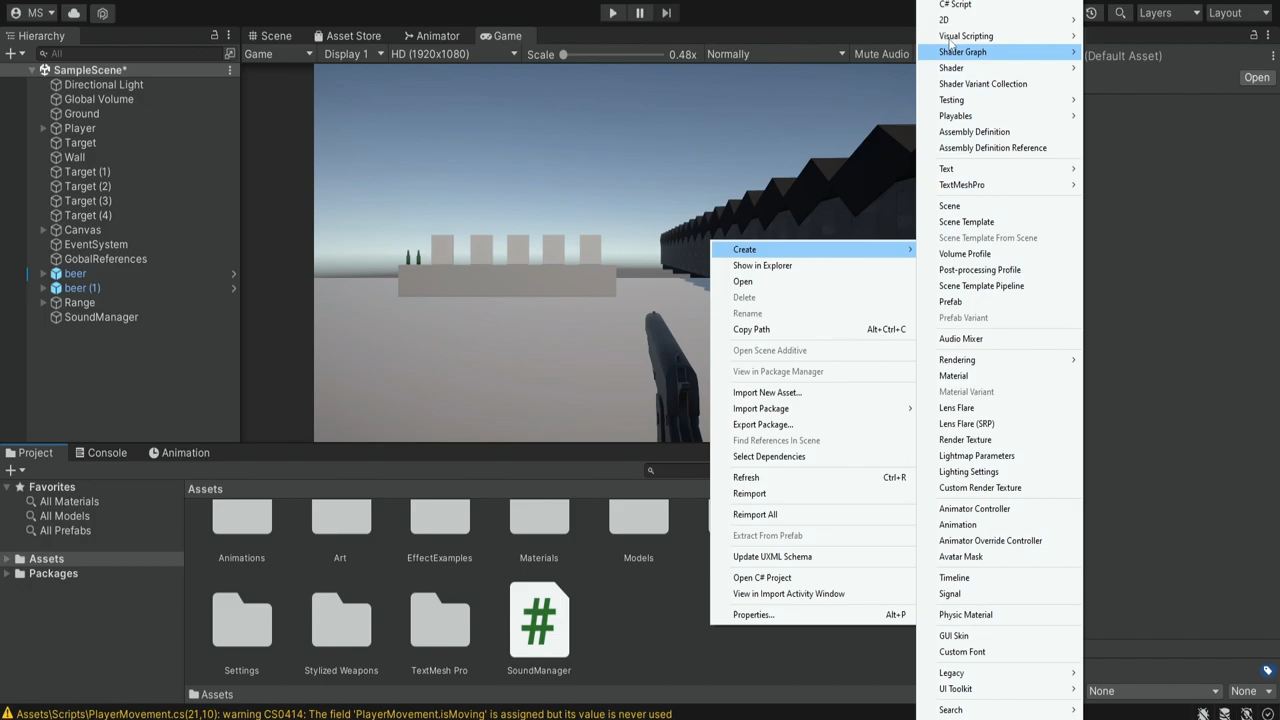 MS
Layers
Layout
Hierarchy
All
SampleScene*
Directional Light
Global Volume
Ground
Player
Target
Wall
Target (1)
Target (2)
Target (3)
Target (4)
Canvas
EventSystem
GobalReferences
beer
beer (1)
Range
SoundManager
Scene
Asset Store
Animator
Game
Game
Display 1
HD (1920x1080)
Scale
0.48x
Normally
Mute Audio
(Default Asset)
Open
Create
Show in Explorer
Open
Delete
Rename
Copy Path Alt+Ctrl+C
Open Scene Additive
View in Package Manager
Import New Asset...
Import Package
Export Package...
Find References In Scene
Select Dependencies
Refresh Ctrl+R
Reimport
Reimport All
Extract From Prefab
Update UXML Schema
Open C# Project
View in Import Activity Window
Properties... Alt+P
C# Script
2D
Visual Scripting
Shader Graph
Shader
Shader Variant Collection
Testing
Playables
Assembly Definition
Assembly Definition Reference
Text
TextMeshPro
Scene
Scene Template
Scene Template From Scene
Volume Profile
Post-processing Profile
Scene Template Pipeline
Prefab
Prefab Variant
Audio Mixer
Rendering
Material
Material Variant
Lens Flare
Lens Flare (SRP)
Render Texture
Lightmap Parameters
Lighting Settings
Custom Render Texture
Animator Controller
Animation
Animator Override Controller
Avatar Mask
Timeline
Signal
Physic Material
GUI Skin
Custom Font
Legacy
UI Toolkit
Search
Project
Console
Animation
Favorites
All Materials
All Models
All Prefabs
Assets
Packages
Assets
Animations
Art
EffectExamples
Materials
Models
Settings
Stylized Weapons
TextMesh Pro
#
SoundManager
Assets
None
None
Assets\Scripts\PlayerMovement.cs(21,10): warning CS0414: The field 'PlayerMovement.isMoving' is assigned but its value is never used